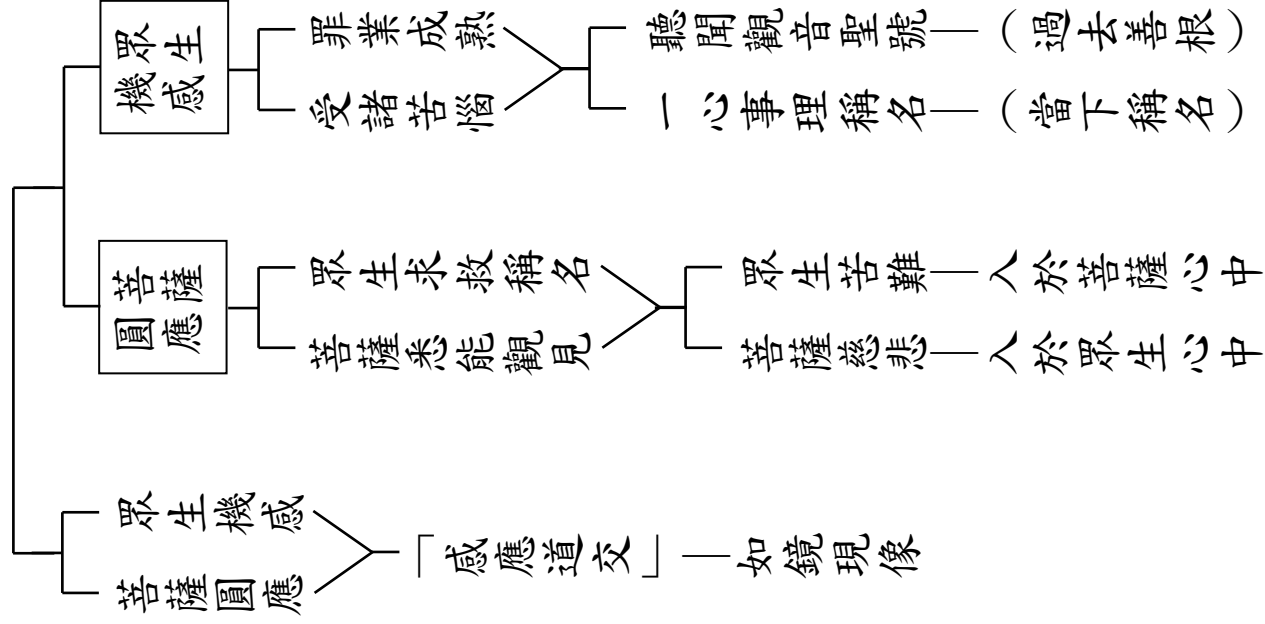 眾生
機感
罪業成熟
受諸苦惱
聽聞觀音聖號—（過去善根）
一心事理稱名—（當下稱名）
菩薩
圓應
眾生求救稱名
菩薩悉能觀見
眾生苦難—入於菩薩心中
菩薩慈悲—入於眾生心中
眾生機感
菩薩圓應
「感應道交」—如鏡現像